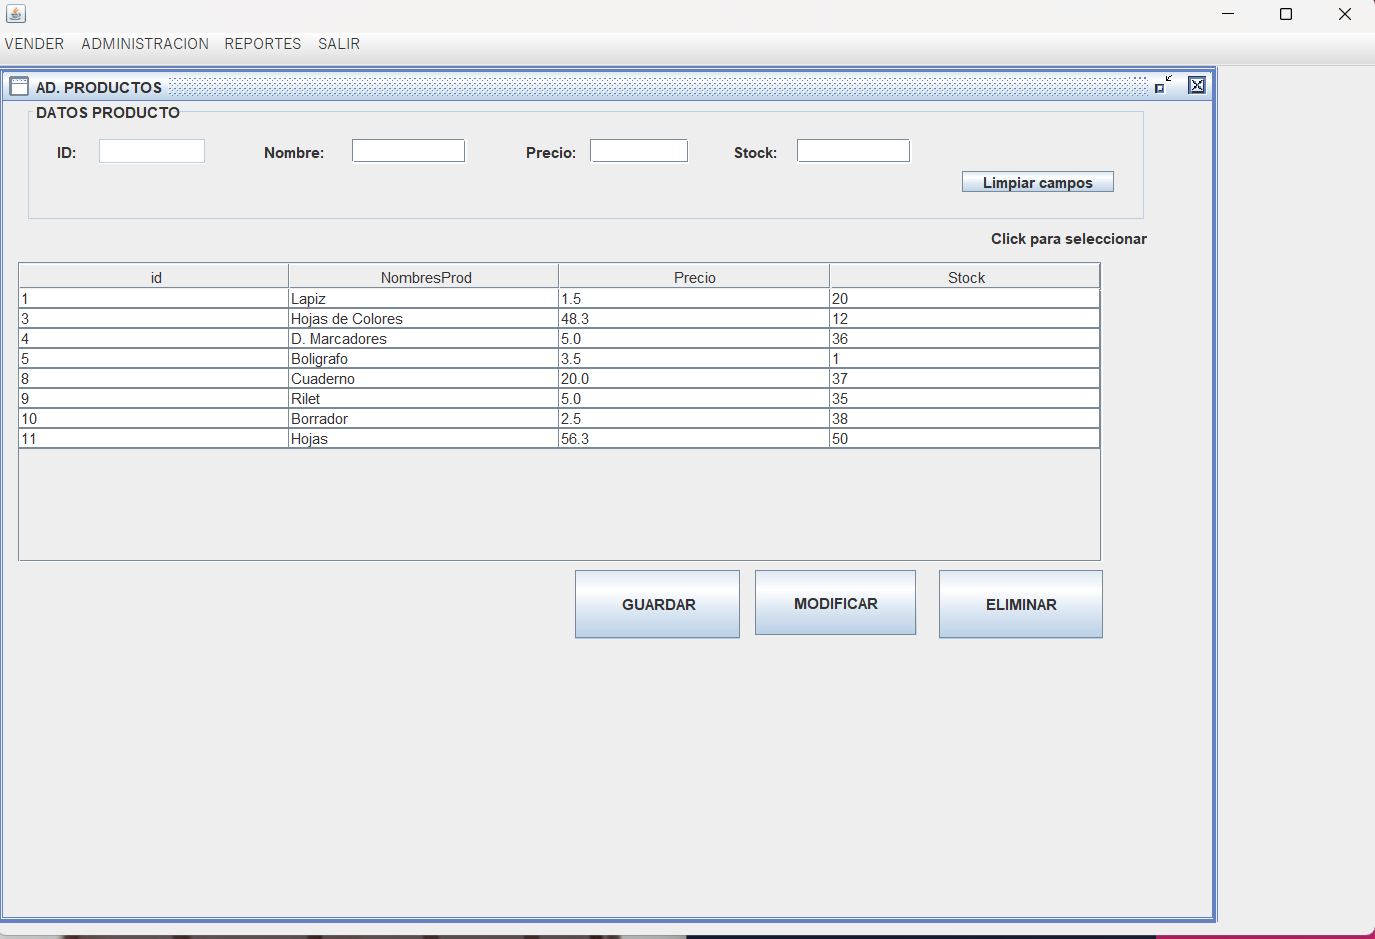 VENDER ADMINISTRACION REPORTES SALIR
AD. PRODUCTOS
DATOS PRODUCTO
ID: Nombre: Precio: Stock:
Limpiar campos
Click para seleccionar
id NombresProd Precio Stock
1 Lapiz 1.5 20
3 Hojas de Colores 48.3 12
4 D. Marcadores 5.0 36
5 Boligrafo 3.5 1
8 Cuaderno 20.0 37
9 Rilet 5.0 35
10 Borrador 2.5 38
11 Hojas 56.3 50
GUARDAR MODIFICAR ELIMINAR